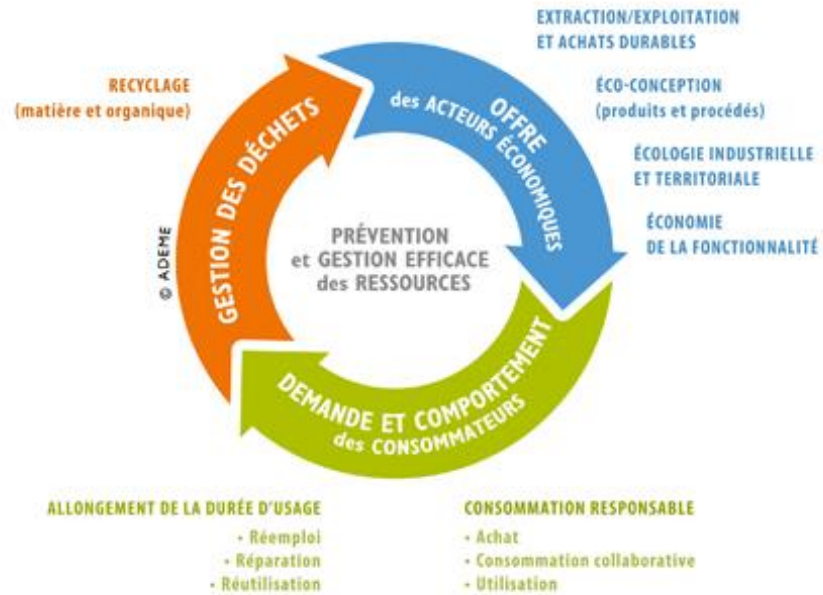 EXTRACTION/EXPLOITATION
ET ACHATS DURABLES
RECYCLAGE
(matière et organique)
ÉCO-CONCEPTION
(produits et procédés)
ÉCOLOGIE INDUSTRIELLE
ET TERRITORIALE
ÉCONOMIE
DE LA FONCTIONNALITÉ
OFFRE
des ACTEURS ÉCONOMIQUES
GESTION DES DÉCHETS
© ADEME
PRÉVENTION
et GESTION EFFICACE
des RESSOURCES
DEMANDE ET COMPORTEMENT
des CONSOMMATEURS
ALLONGEMENT DE LA DURÉE D'USAGE
• Réemploi
• Réparation
• Réutilisation
CONSOMMATION RESPONSABLE
• Achat
• Consommation collaborative
• Utilisation